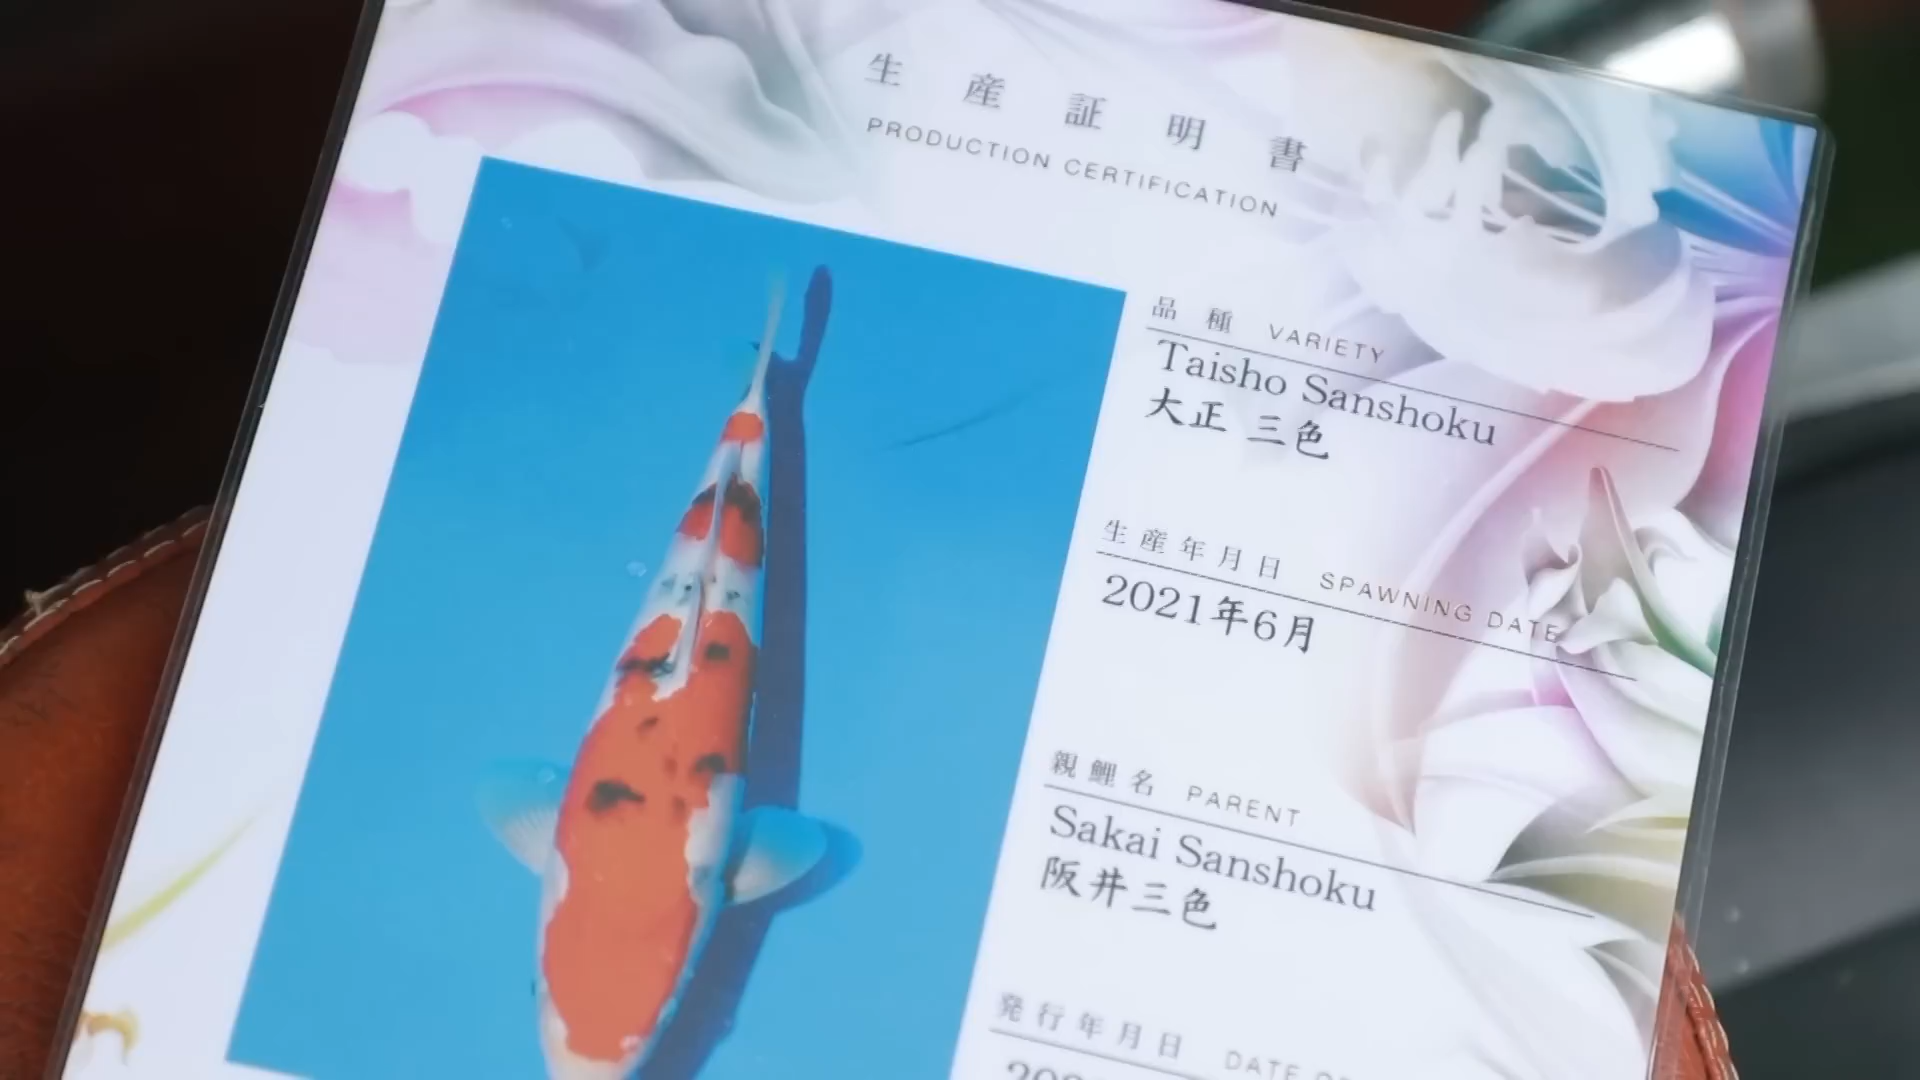 生産証明書
PRODUCTION CERTIFICATION
品種 VARIETY
Taisho Sanshoku
大正 三色
生産年月日 SPAWNING DATE
2021年6月
親鯉名 PARENT
Sakai Sanshoku
阪井三色
発行年月日 DATE